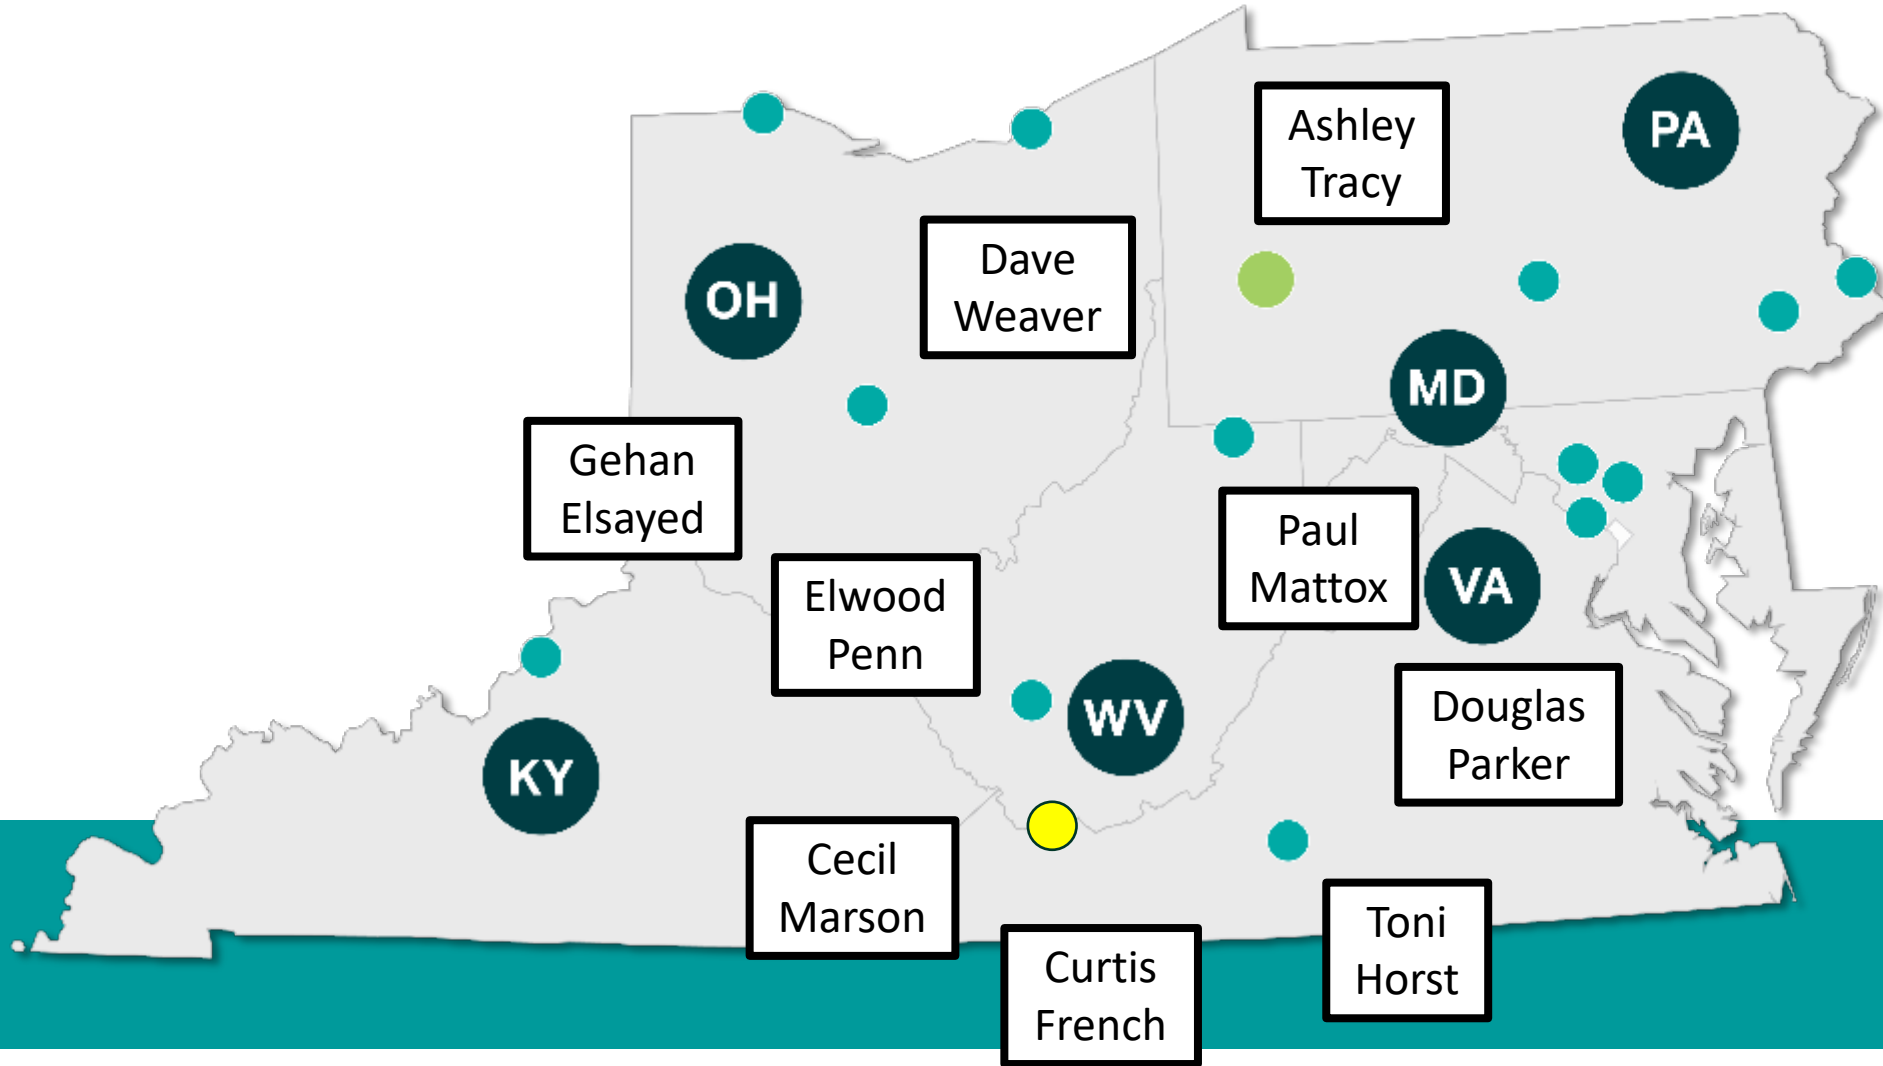 Ashley
Tracy
PA
Dave
Weaver
OH
MD
Gehan
Elsayed
Paul
Mattox
VA
Elwood
Penn
WV
Douglas
Parker
KY
Cecil
Marson
Toni
Horst
Curtis
French